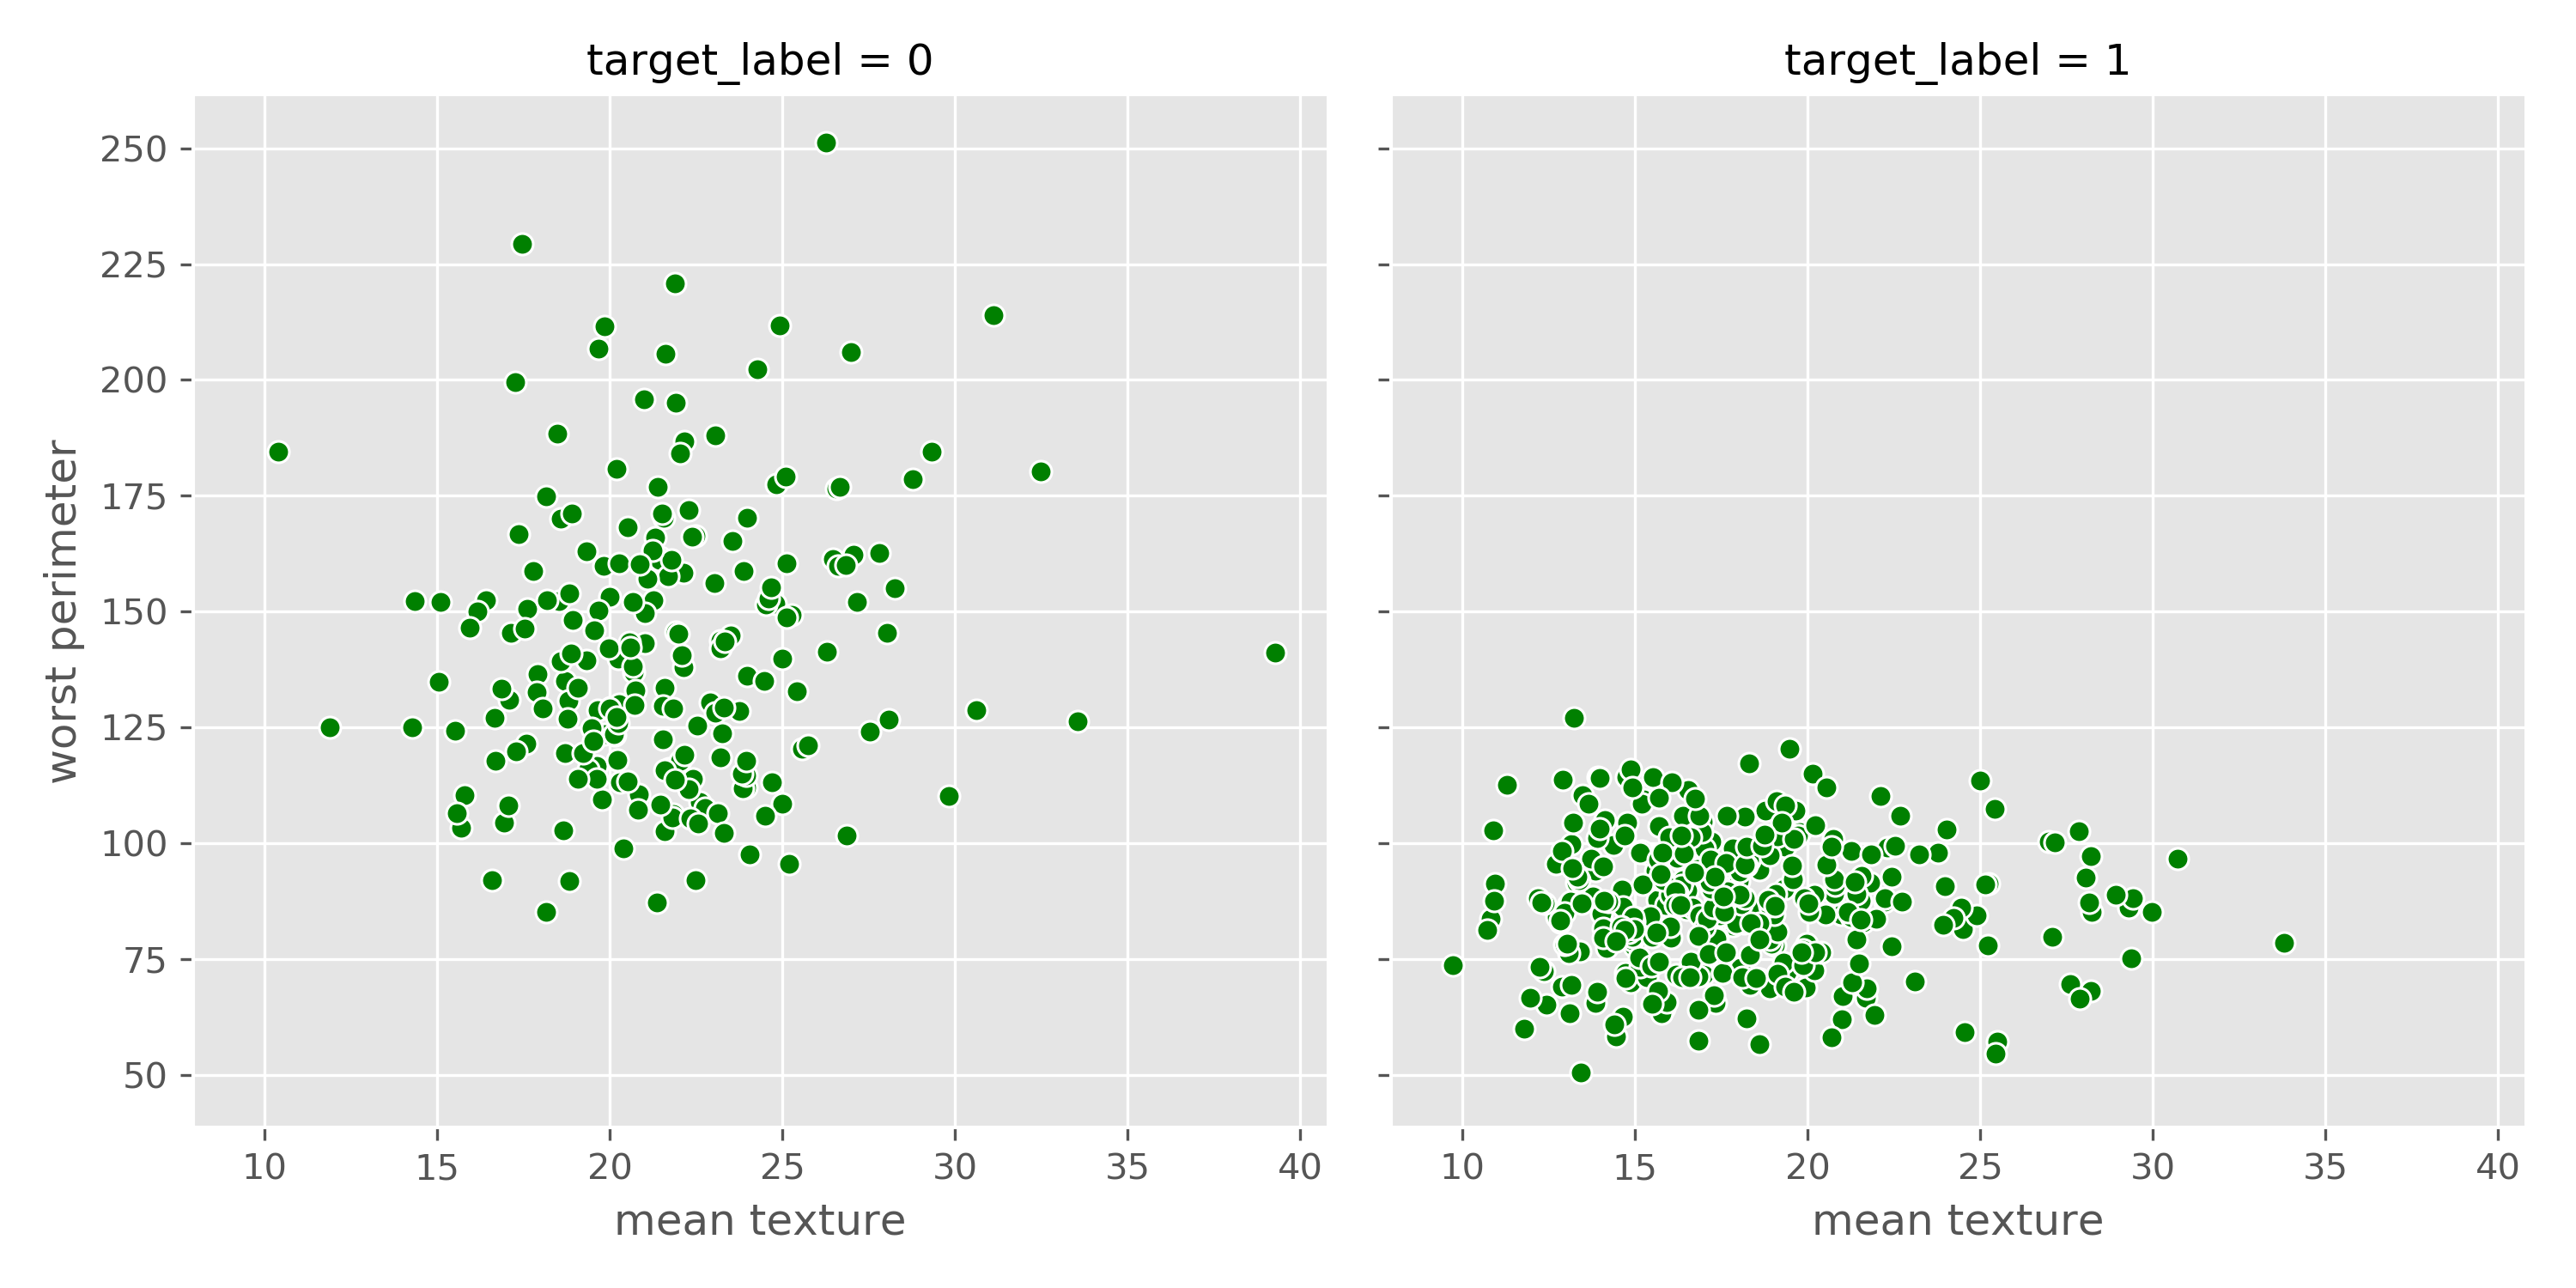 target_label = 0
target_label = 1
250
225
200
175
150
125
100
75
50
worst perimeter
10 15 20 25 30 35 40
10 15 20 25 30 35 40
mean texture
mean texture